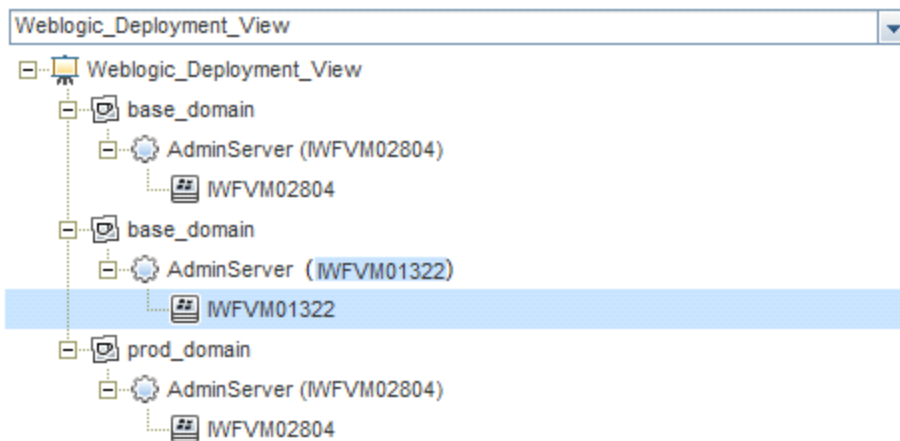 Weblogic_Deployment_View
Weblogic_Deployment_View
base_domain
AdminServer (IWFVM02804)
IWFVM02804
base_domain
AdminServer (IWFVM01322)
IWFVM01322
prod_domain
AdminServer (IWFVM02804)
IWFVM02804